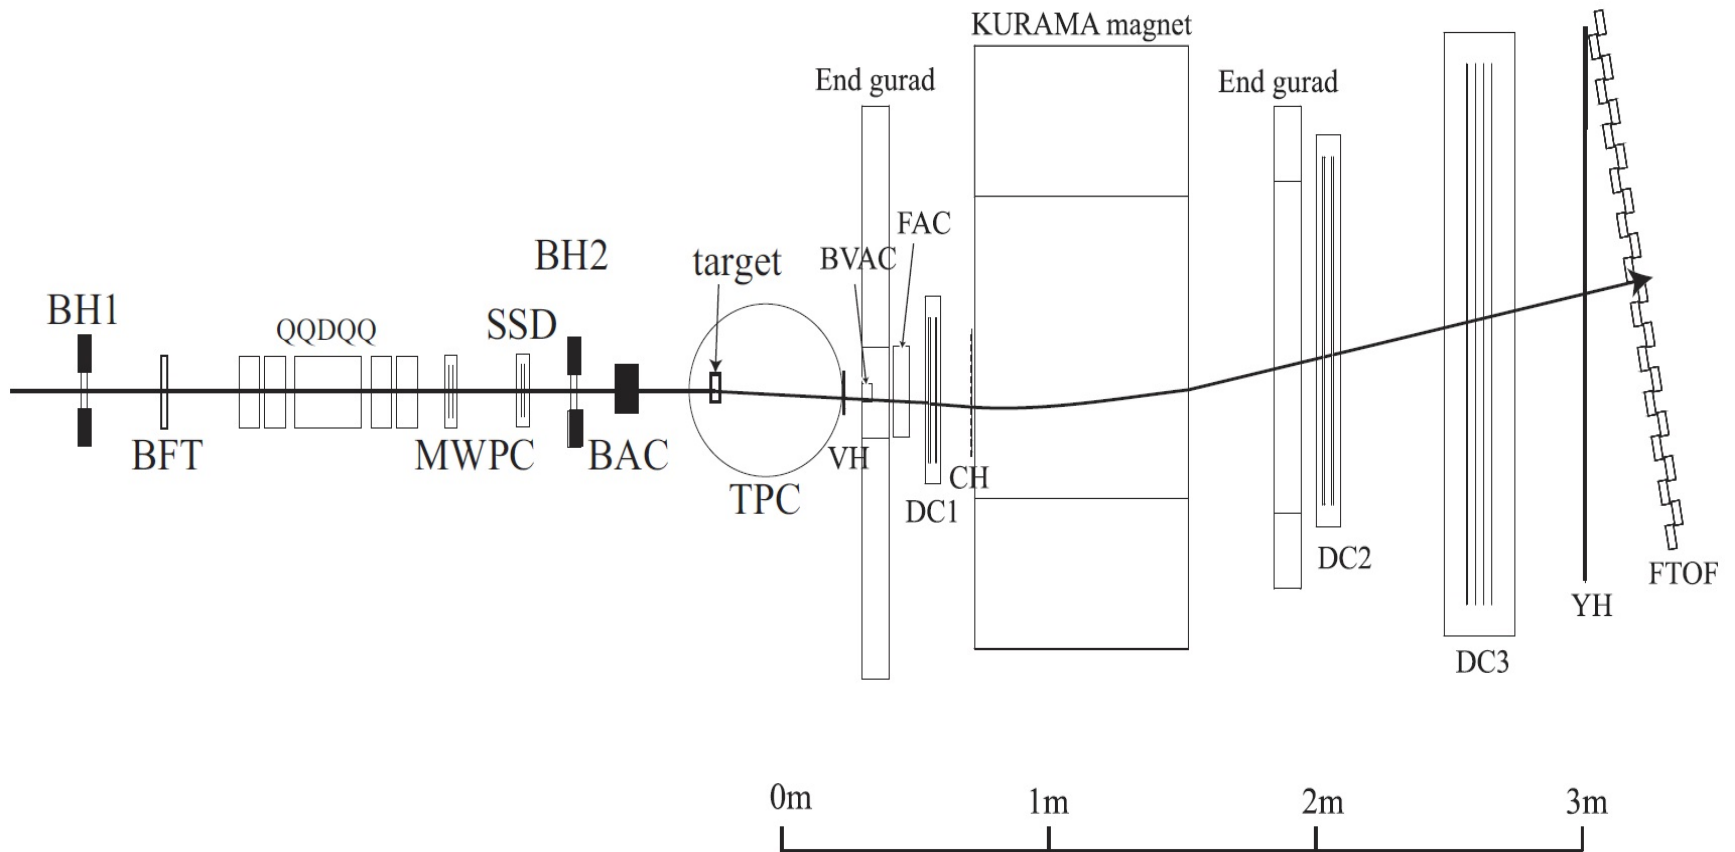 KURAMA magnet
End gurad
End gurad
FAC
BVAC
BH2
target
BH1
QQDQQ
SSD
BFT
MWPC
BAC
VH
CH
TPC
DC1
DC2
FTOF
YH
DC3
0m 1m 2m 3m